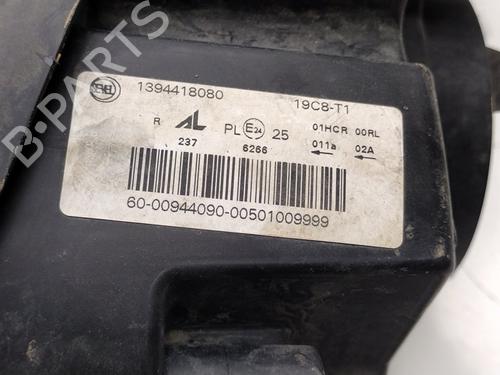 B-PARTS
1394418080 19C8-T1
R AL PL E24 25 01HCR 00RL
237 6266 011a 02A
60-00944090-00501009999